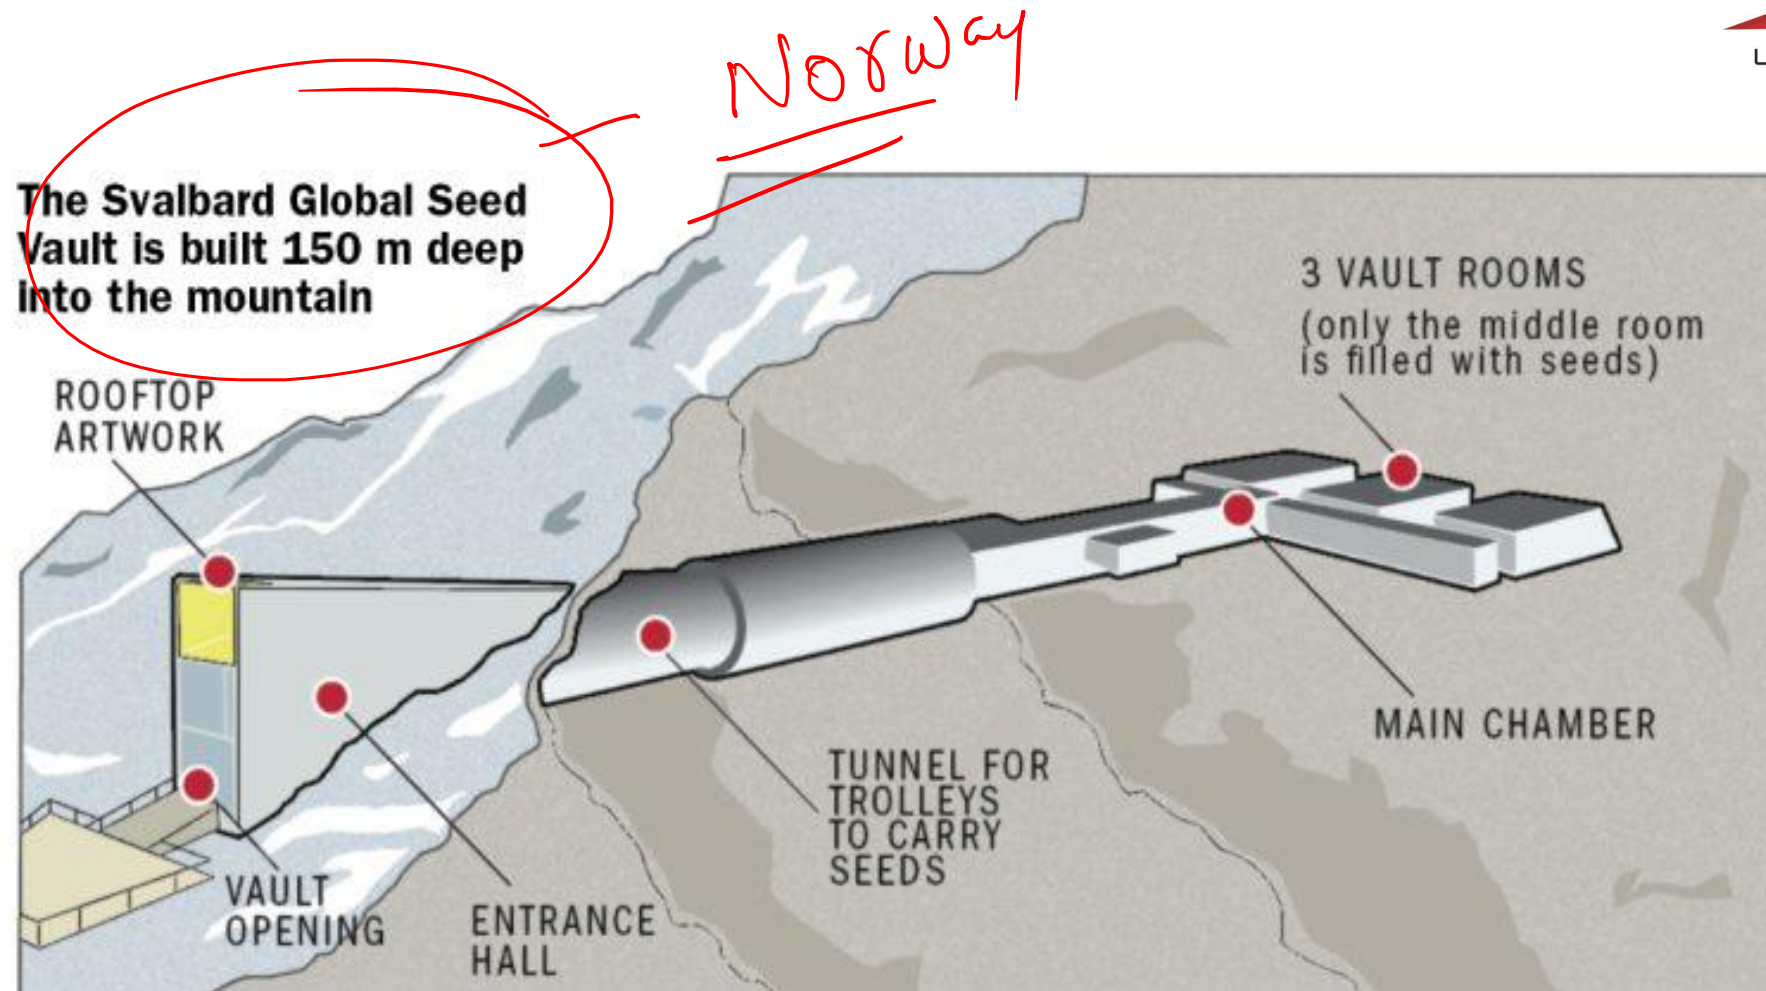 Norway
The Svalbard Global Seed
Vault is built 150 m deep
into the mountain
ROOFTOP
ARTWORK
3 VAULT ROOMS
(only the middle room
is filled with seeds)
MAIN CHAMBER
TUNNEL FOR
TROLLEYS
TO CARRY
SEEDS
VAULT
OPENING
ENTRANCE
HALL